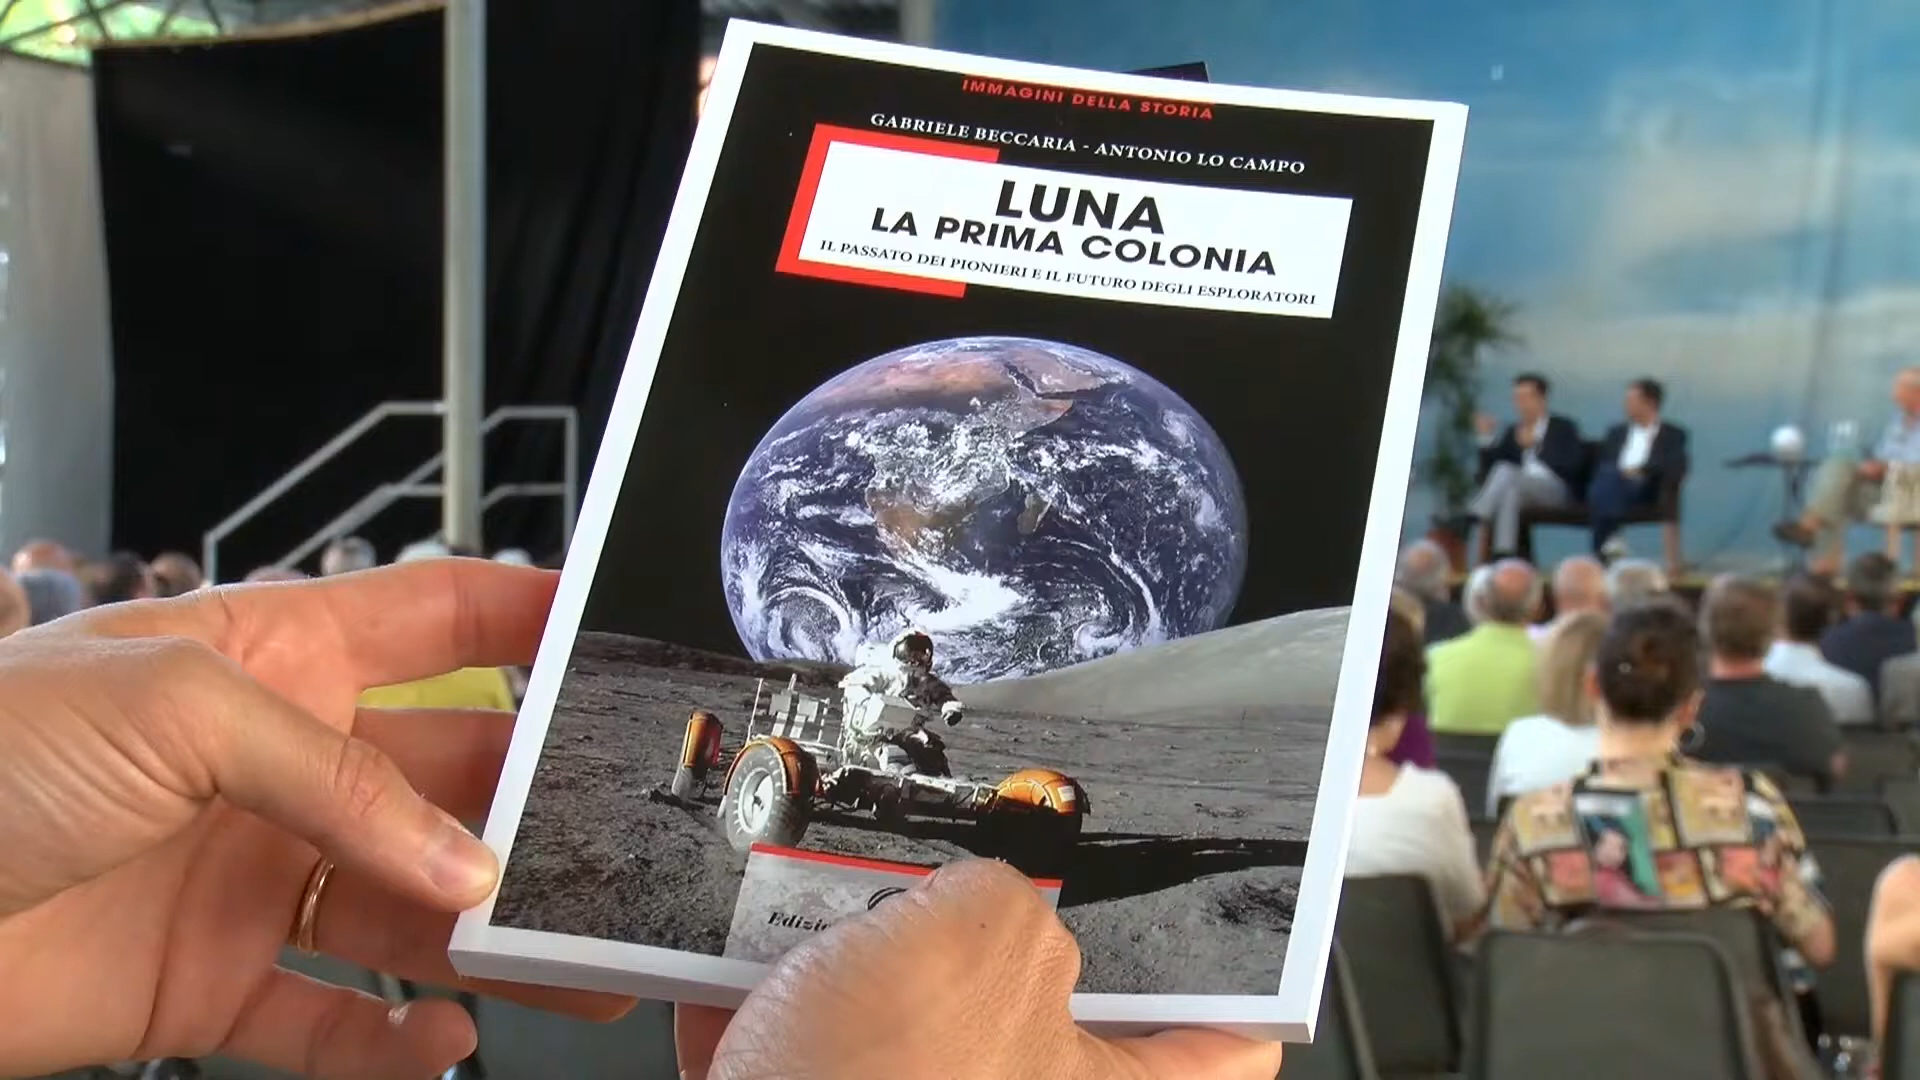 IMMAGINI DELLA STORIA
GABRIELE BECCARIA - ANTONIO LO CAMPO
LUNA
LA PRIMA COLONIA
IL PASSATO DEI PIONIERI E IL FUTURO DEGLI ESPLORATORI